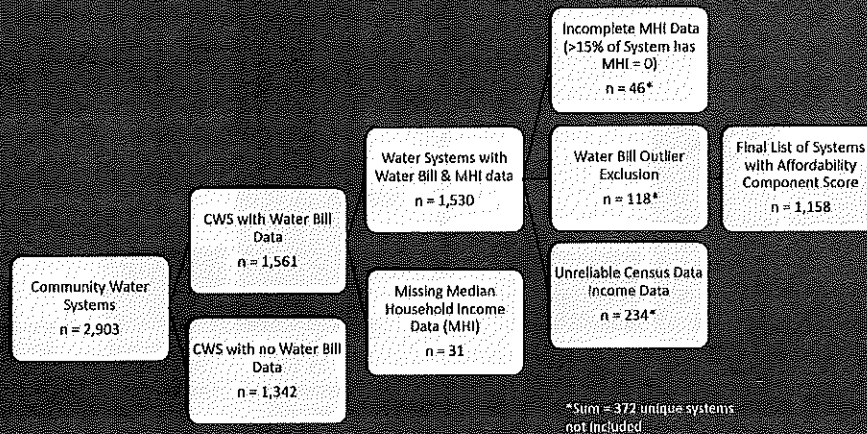 Community Water
Systems
n = 2,903
CWS with Water Bill
Data
n = 1,561
CWS with no Water Bill
Data
n = 1,342
Water Systems with
Water Bill & MHI data
n = 1,530
Missing Median
Household Income
Data (MHI)
n = 31
Incomplete MHI Data
(>15% of System has
MHI = 0)
n = 46*
Water Bill Outlier
Exclusion
n = 118*
Unreliable Census Data
Income Data
n = 234*
Final List of Systems
with Affordability
Component Score
n = 1,158
*Sum = 372 unique systems
not included